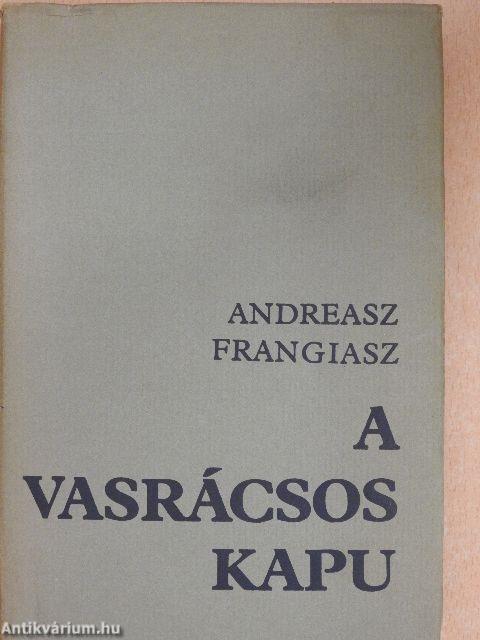 ANDREASZ
FRANGIASZ
A
VASRÁCSOS
KAPU
Antikvárium.hu